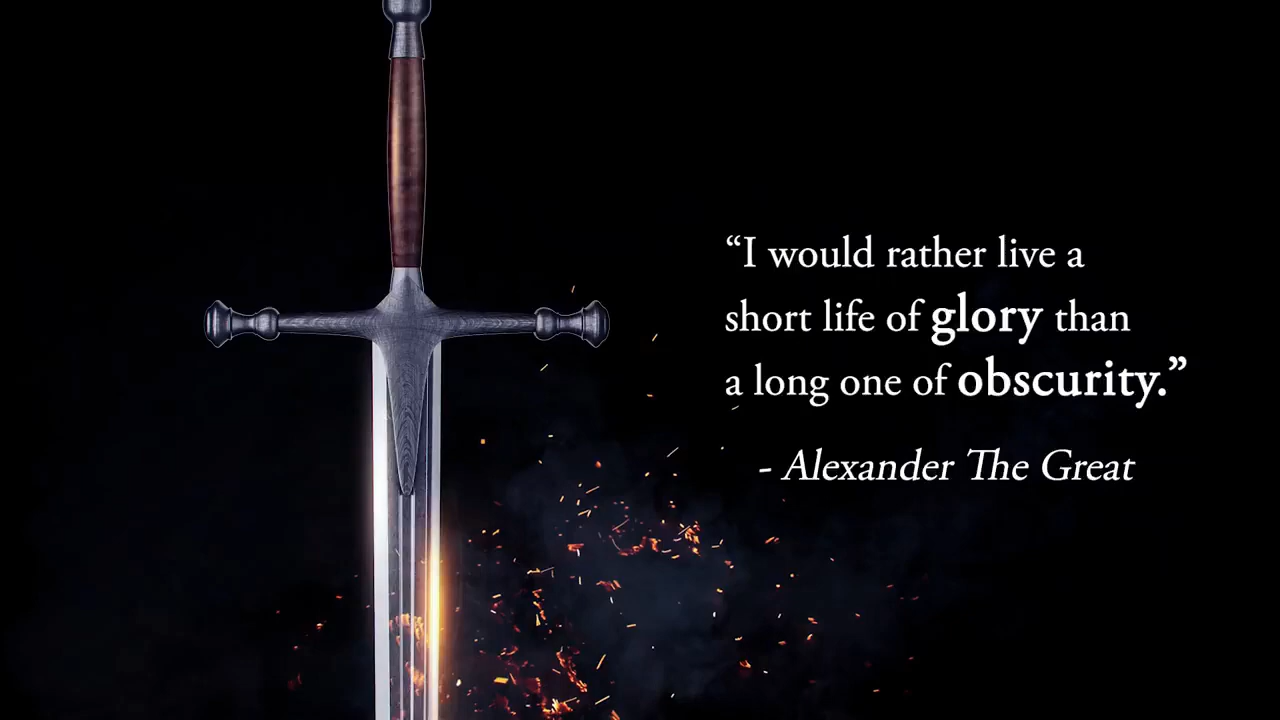 “I would rather live a
short life of glory than
a long one of obscurity.”
- Alexander The Great